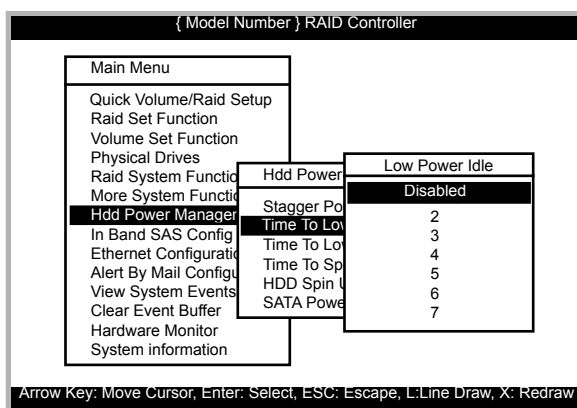 { Model Number } RAID Controller
Main Menu
Quick Volume/Raid Setup
Raid Set Function
Volume Set Function
Physical Drives
Raid System Functio
More System Functio
Hdd Power Manager
In Band SAS Config
Ethernet Configuratio
Alert By Mail Configu
View System Events
Clear Event Buffer
Hardware Monitor
System information
Hdd Power
Stagger Po
Time To Lov
Time To Lov
Time To Sp
HDD Spin U
SATA Powe
Low Power Idle
Disabled
2
3
4
5
6
7
Arrow Key: Move Cursor, Enter: Select, ESC: Escape, L:Line Draw, X: Redraw